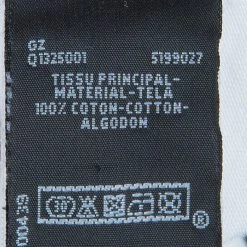 GZ
Q1325001 5199027
TISSU PRINCIPAL-
MATERIAL-TELA
100% COTON-COTTON-
ALGODON
®